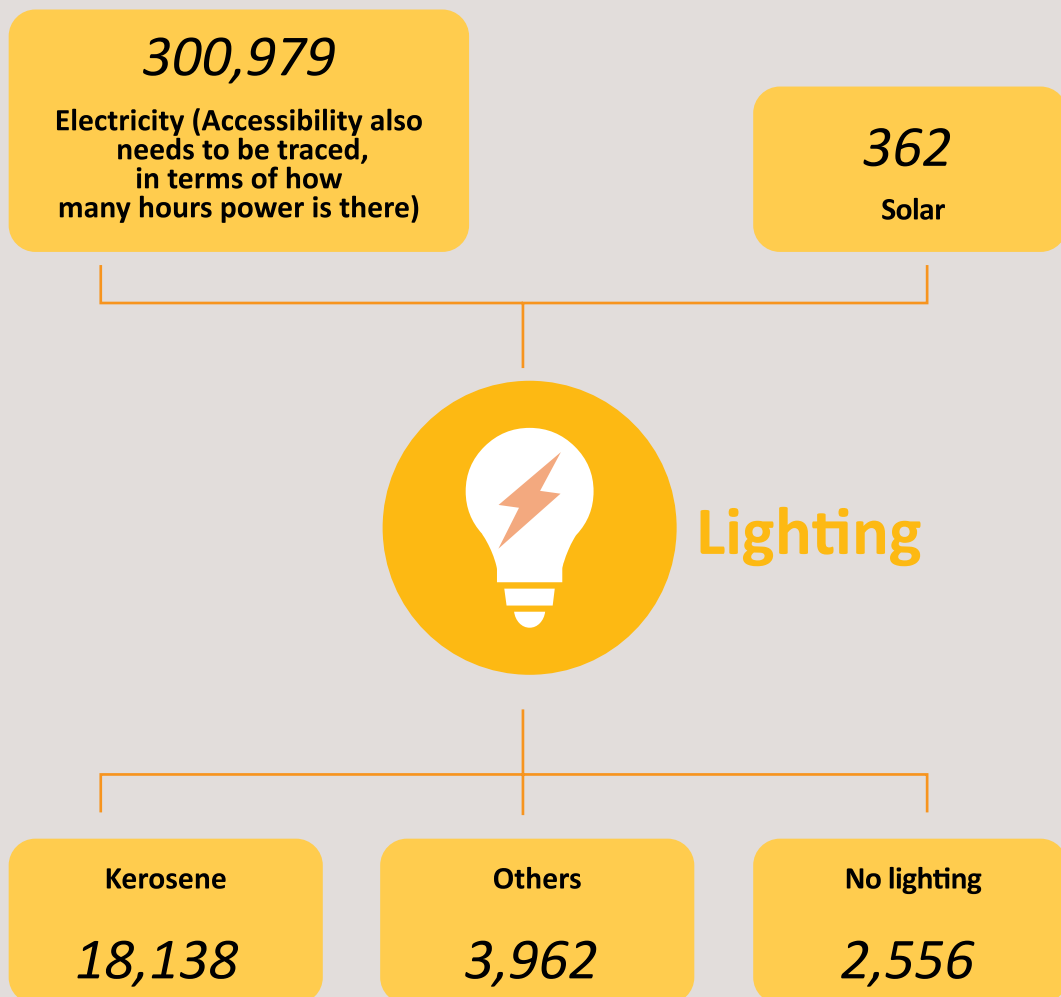 300,979
Electricity (Accessibility also
needs to be traced,
in terms of how
many hours power is there)
362
Solar
Lighting
Kerosene
18,138
Others
3,962
No lighting
2,556